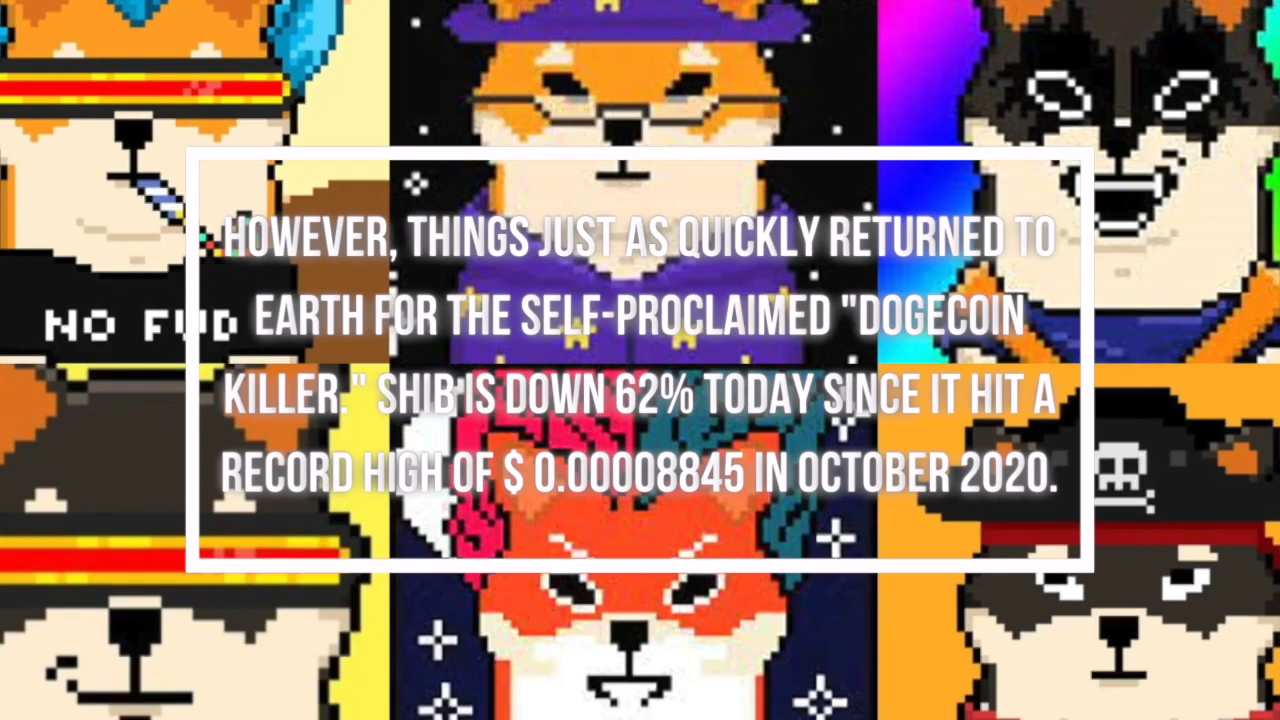 HOWEVER, THINGS JUST AS QUICKLY RETURNED TO
EARTH FOR THE SELF-PROCLAIMED "DOGECOIN
KILLER." SHIB IS DOWN 62% TODAY SINCE IT HIT A
RECORD HIGH OF $ 0.00008845 IN OCTOBER 2020.
NO FUD